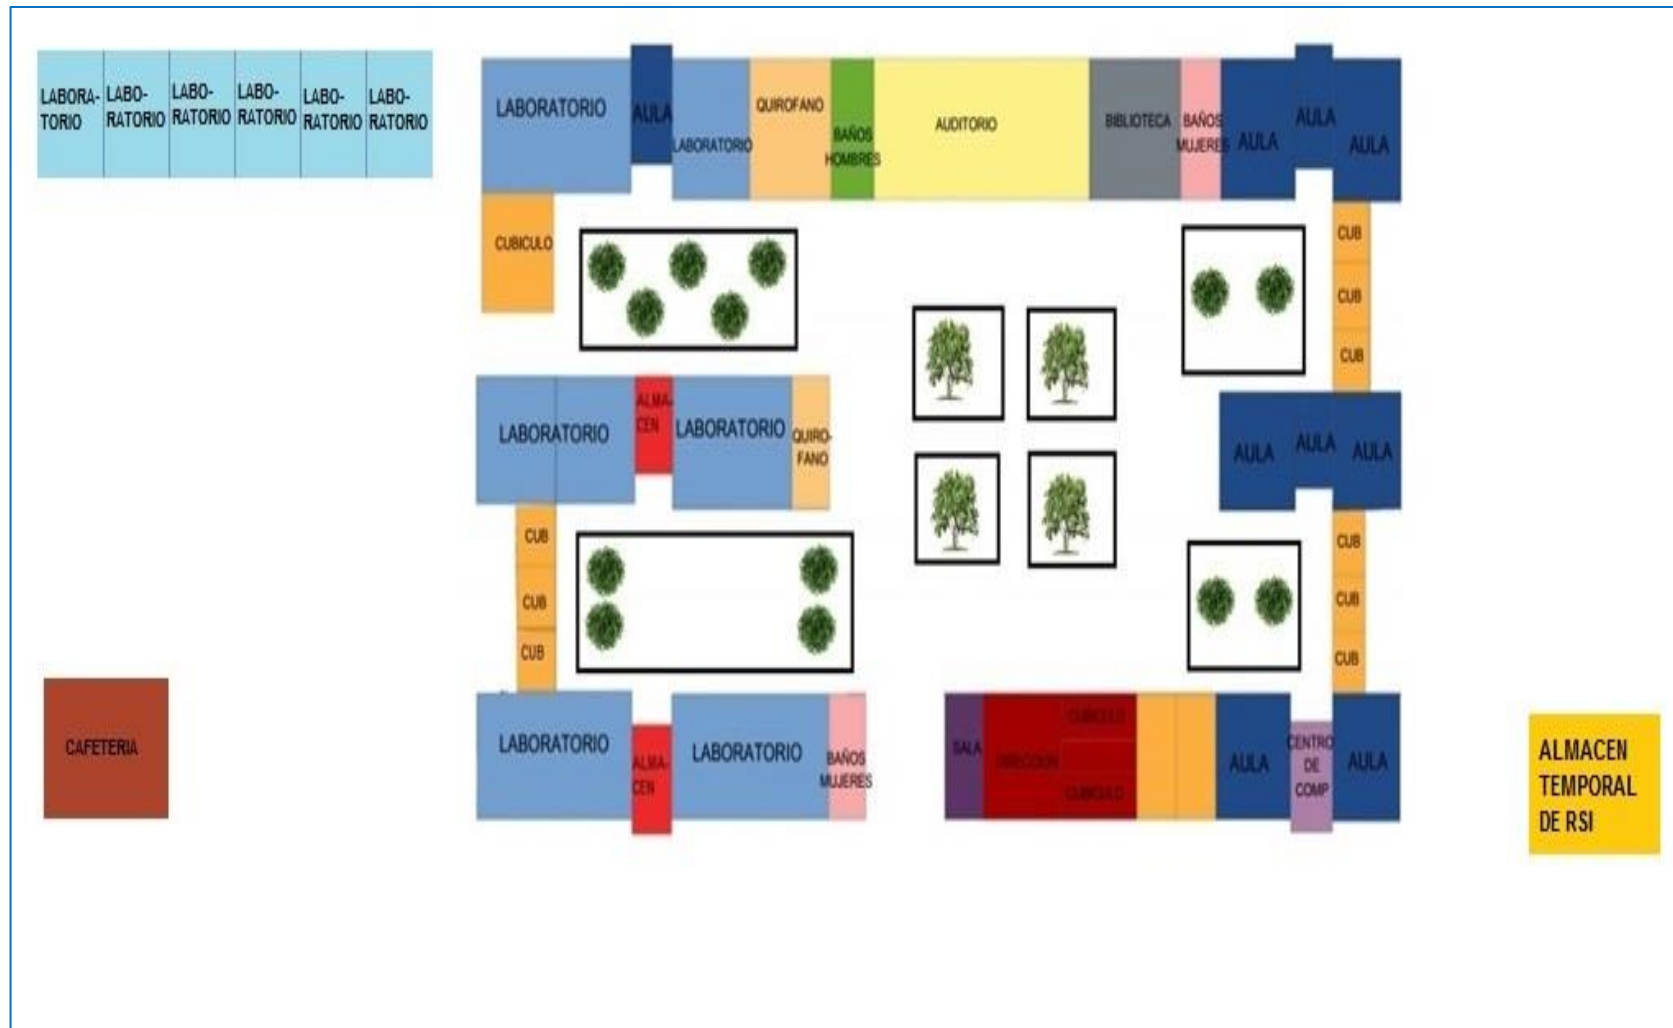 LABORA-
TORIO
LABO-
RATORIO
LABO-
RATORIO
LABO-
RATORIO
LABO-
RATORIO
LABO-
RATORIO
LABORATORIO
AULA
LABORATORIO
QUIROFANO
BAÑOS
HOMBRES
AUDITORIO
BIBLIOTECA
BAÑOS
MUJERES
AULA
AULA
AULA
CUBICULO
CUB
CUB
CUB
LABORATORIO
ALMA-
CEN
LABORATORIO
QUIRO-
FANO
AULA
AULA
AULA
CUB
CUB
CUB
CUB
CUB
CUB
CAFETERIA
LABORATORIO
ALMA-
CEN
LABORATORIO
BAÑOS
MUJERES
SALA
DIRECCION
CUBICULO
CUBICULO
AULA
CENTRO
DE
COMP
AULA
ALMACEN
TEMPORAL
DE RSI